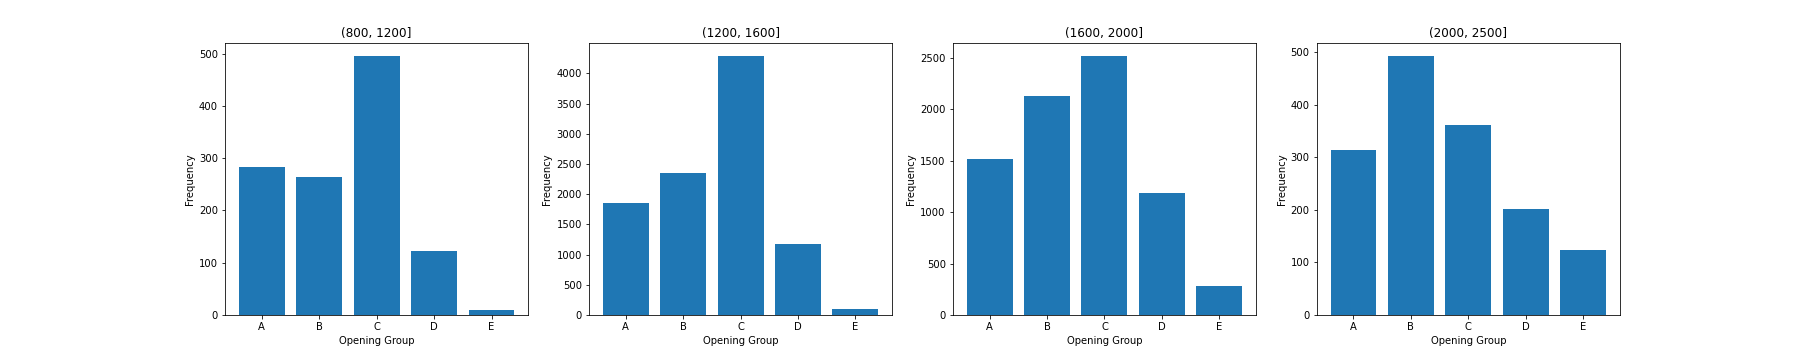 (800, 1200]
500
400
300
200
100
0
Frequency
A B C D E
Opening Group
(1200, 1600]
4000
3500
3000
2500
2000
1500
1000
500
0
Frequency
A B C D E
Opening Group
(1600, 2000]
2500
2000
1500
1000
500
0
Frequency
A B C D E
Opening Group
(2000, 2500]
500
400
300
200
100
0
Frequency
A B C D E
Opening Group